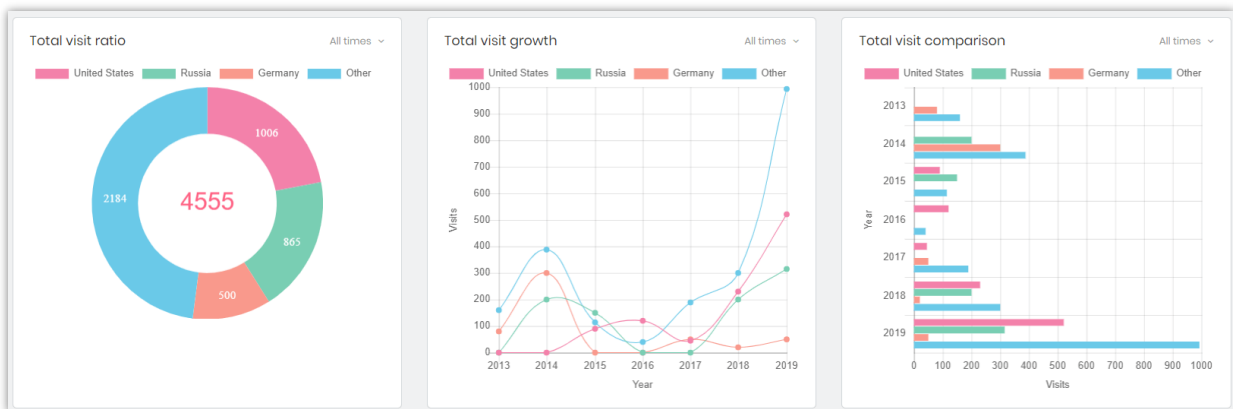 Total visit ratio
All times
United States Russia Germany Other
1006
2184
4555
865
500
Total visit growth
All times
United States Russia Germany Other
1000
900
800
700
600
500
400
300
200
100
0
Visits
2013 2014 2015 2016 2017 2018 2019
Year
Total visit comparison
All times
United States Russia Germany Other
2013
2014
2015
2016
2017
2018
2019
Year
0 100 200 300 400 500 600 700 800 900 1000
Visits